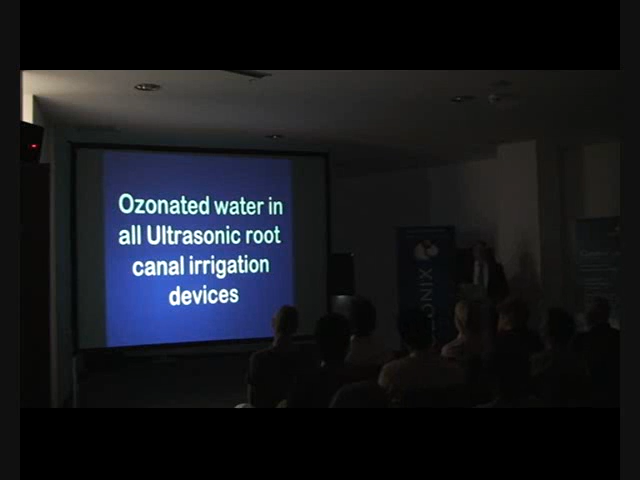 Ozonated water in
all Ultrasonic root
canal irrigation
devices